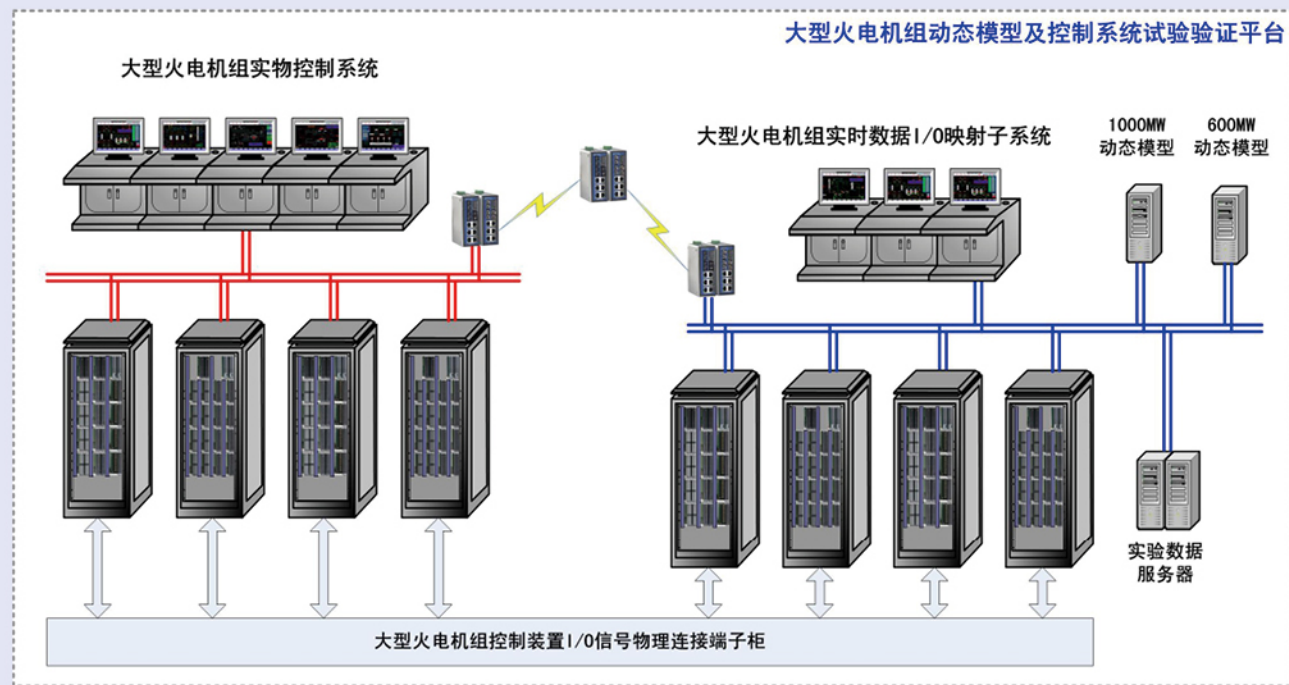 大型火电机组动态模型及控制系统试验验证平台
大型火电机组实物控制系统
大型火电机组实时数据I/O映射子系统
1000MW
动态模型
600MW
动态模型
实验数据
服务器
大型火电机组控制装置I/O信号物理连接端子柜